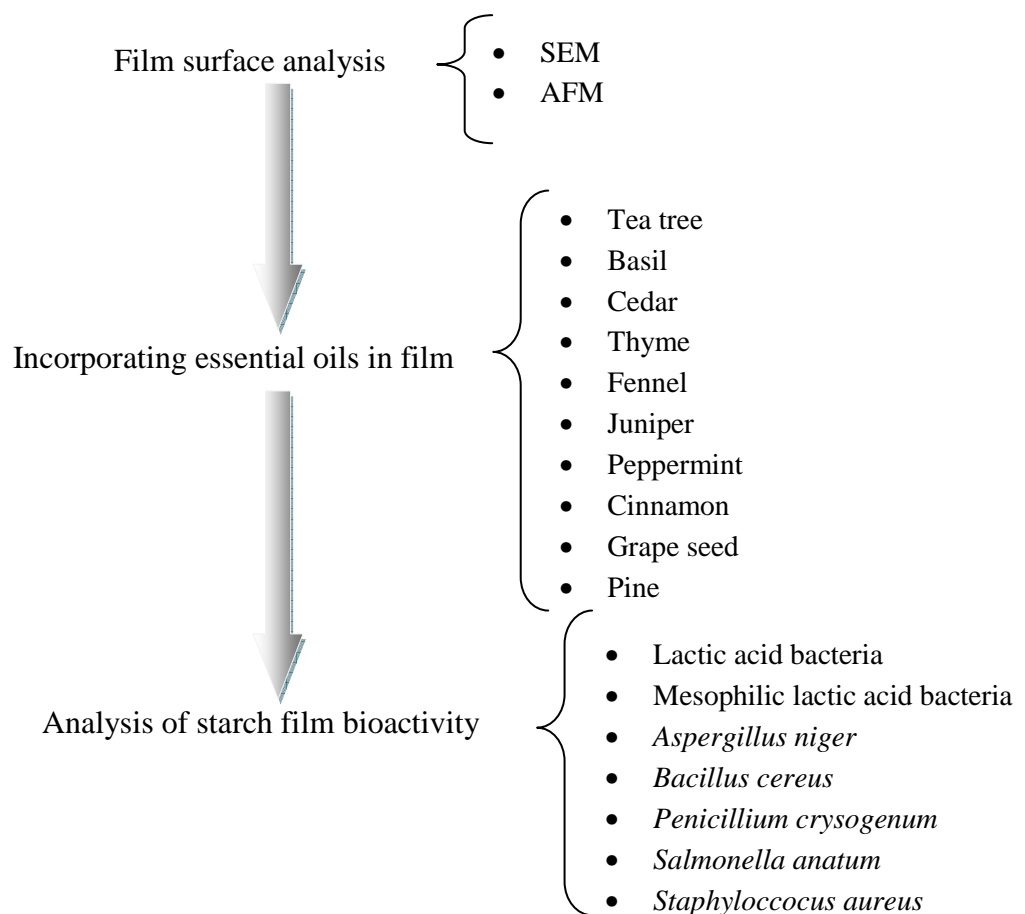 Film surface analysis
• SEM
• AFM
Incorporating essential oils in film
• Tea tree
• Basil
• Cedar
• Thyme
• Fennel
• Juniper
• Peppermint
• Cinnamon
• Grape seed
• Pine
Analysis of starch film bioactivity
• Lactic acid bacteria
• Mesophilic lactic acid bacteria
• Aspergillus niger
• Bacillus cereus
• Penicillium crysogenum
• Salmonella anatum
• Staphyloccocus aureus